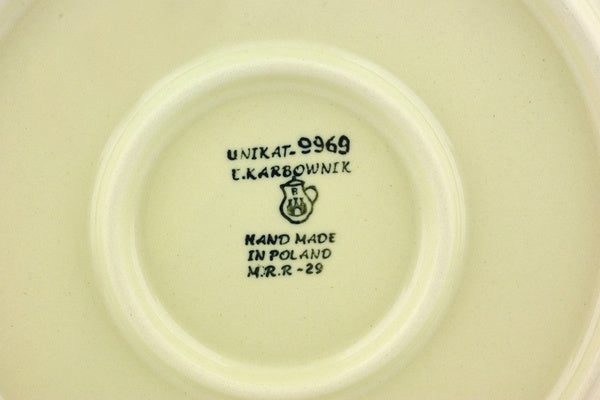 UNIKAT-9969
Ł.KARBOWNIK
B
HAND MADE
IN POLAND
M.R.R-29